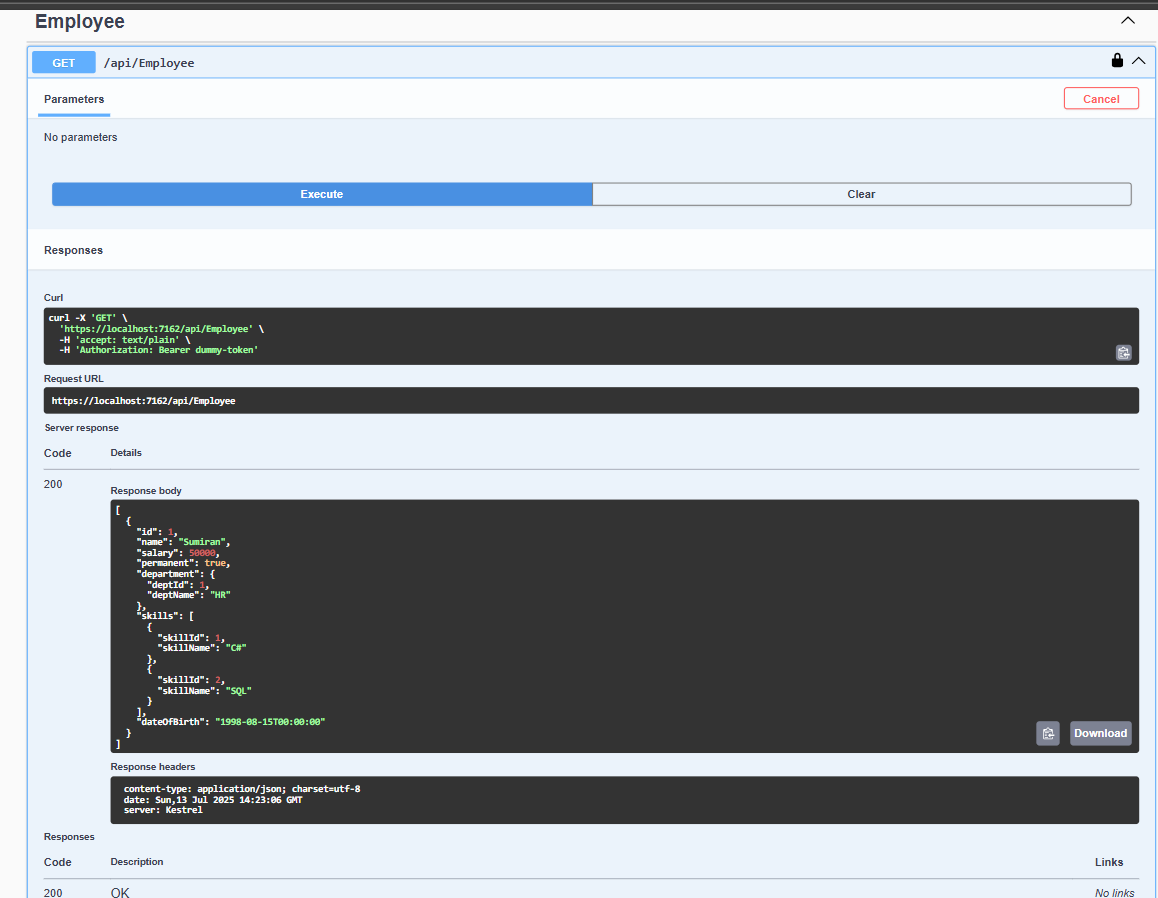 Employee
GET /api/Employee
Parameters
Cancel
No parameters
Execute
Clear
Responses
Curl
curl -X 'GET' \
'https://localhost:7162/api/Employee' \
-H 'accept: text/plain' \
-H 'Authorization: Bearer dummy-token'
Request URL
https://localhost:7162/api/Employee
Server response
Code Details
200
Response body
[
{
"id": 1,
"name": "Sumiran",
"salary": 50000,
"permanent": true,
"department": {
"deptId": 1,
"deptName": "HR"
},
"skills": [
{
"skillId": 1,
"skillName": "C#"
},
{
"skillId": 2,
"skillName": "SQL"
}
],
"dateOfBirth": "1998-08-15T00:00:00"
}
]
Download
Response headers
content-type: application/json; charset=utf-8
date: Sun,13 Jul 2025 14:23:06 GMT
server: Kestrel
Responses
Code Description Links
200 OK No links